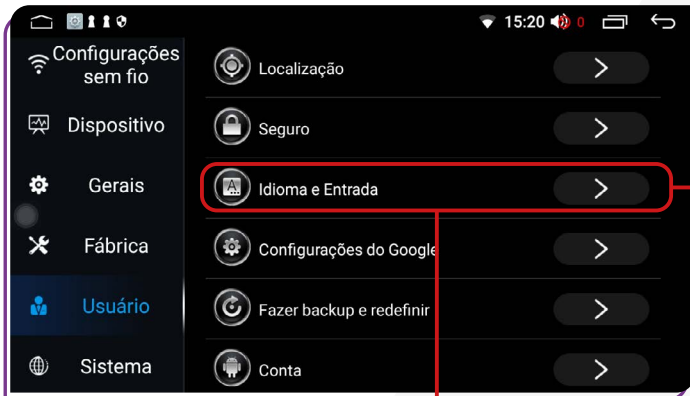 15:20 0
Configurações
sem fio
Dispositivo
Gerais
Fábrica
Usuário
Sistema
Localização
Seguro
Idioma e Entrada
Configurações do Google
Fazer backup e redefinir
Conta